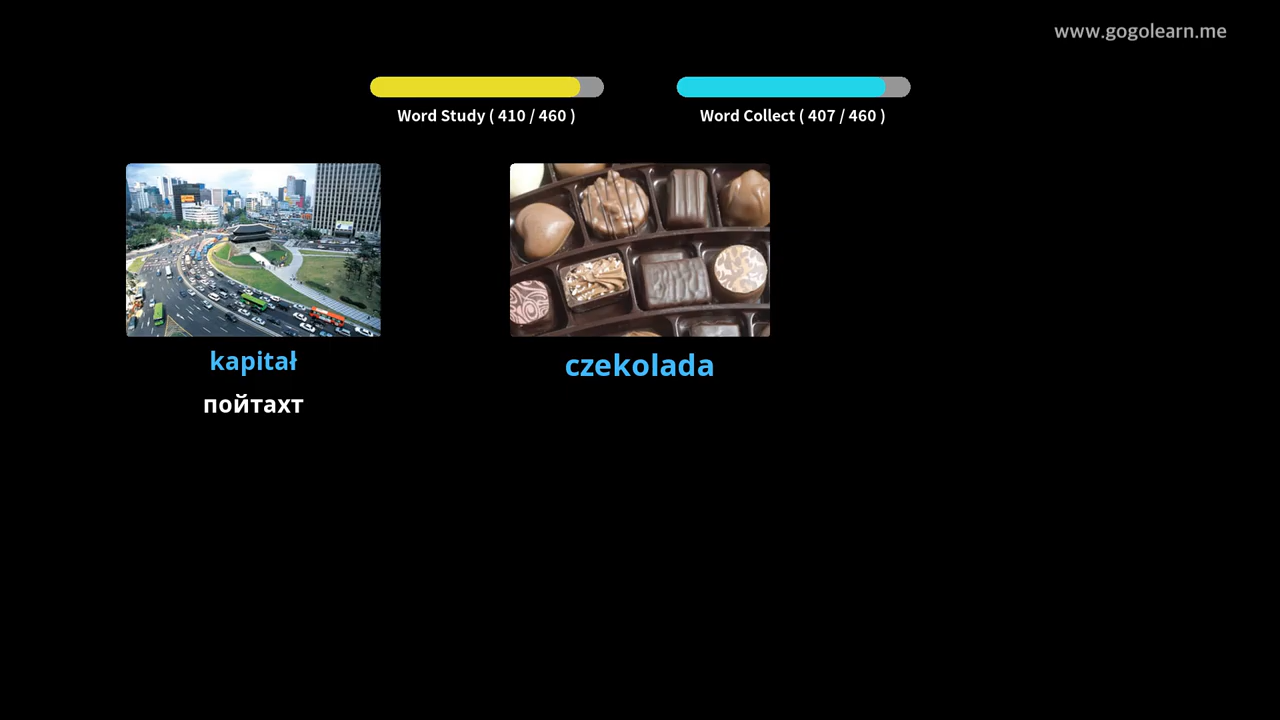 www.gogolearn.me
Word Study ( 410 / 460 )
Word Collect ( 407 / 460 )
kapitał
czekolada
пойтахт